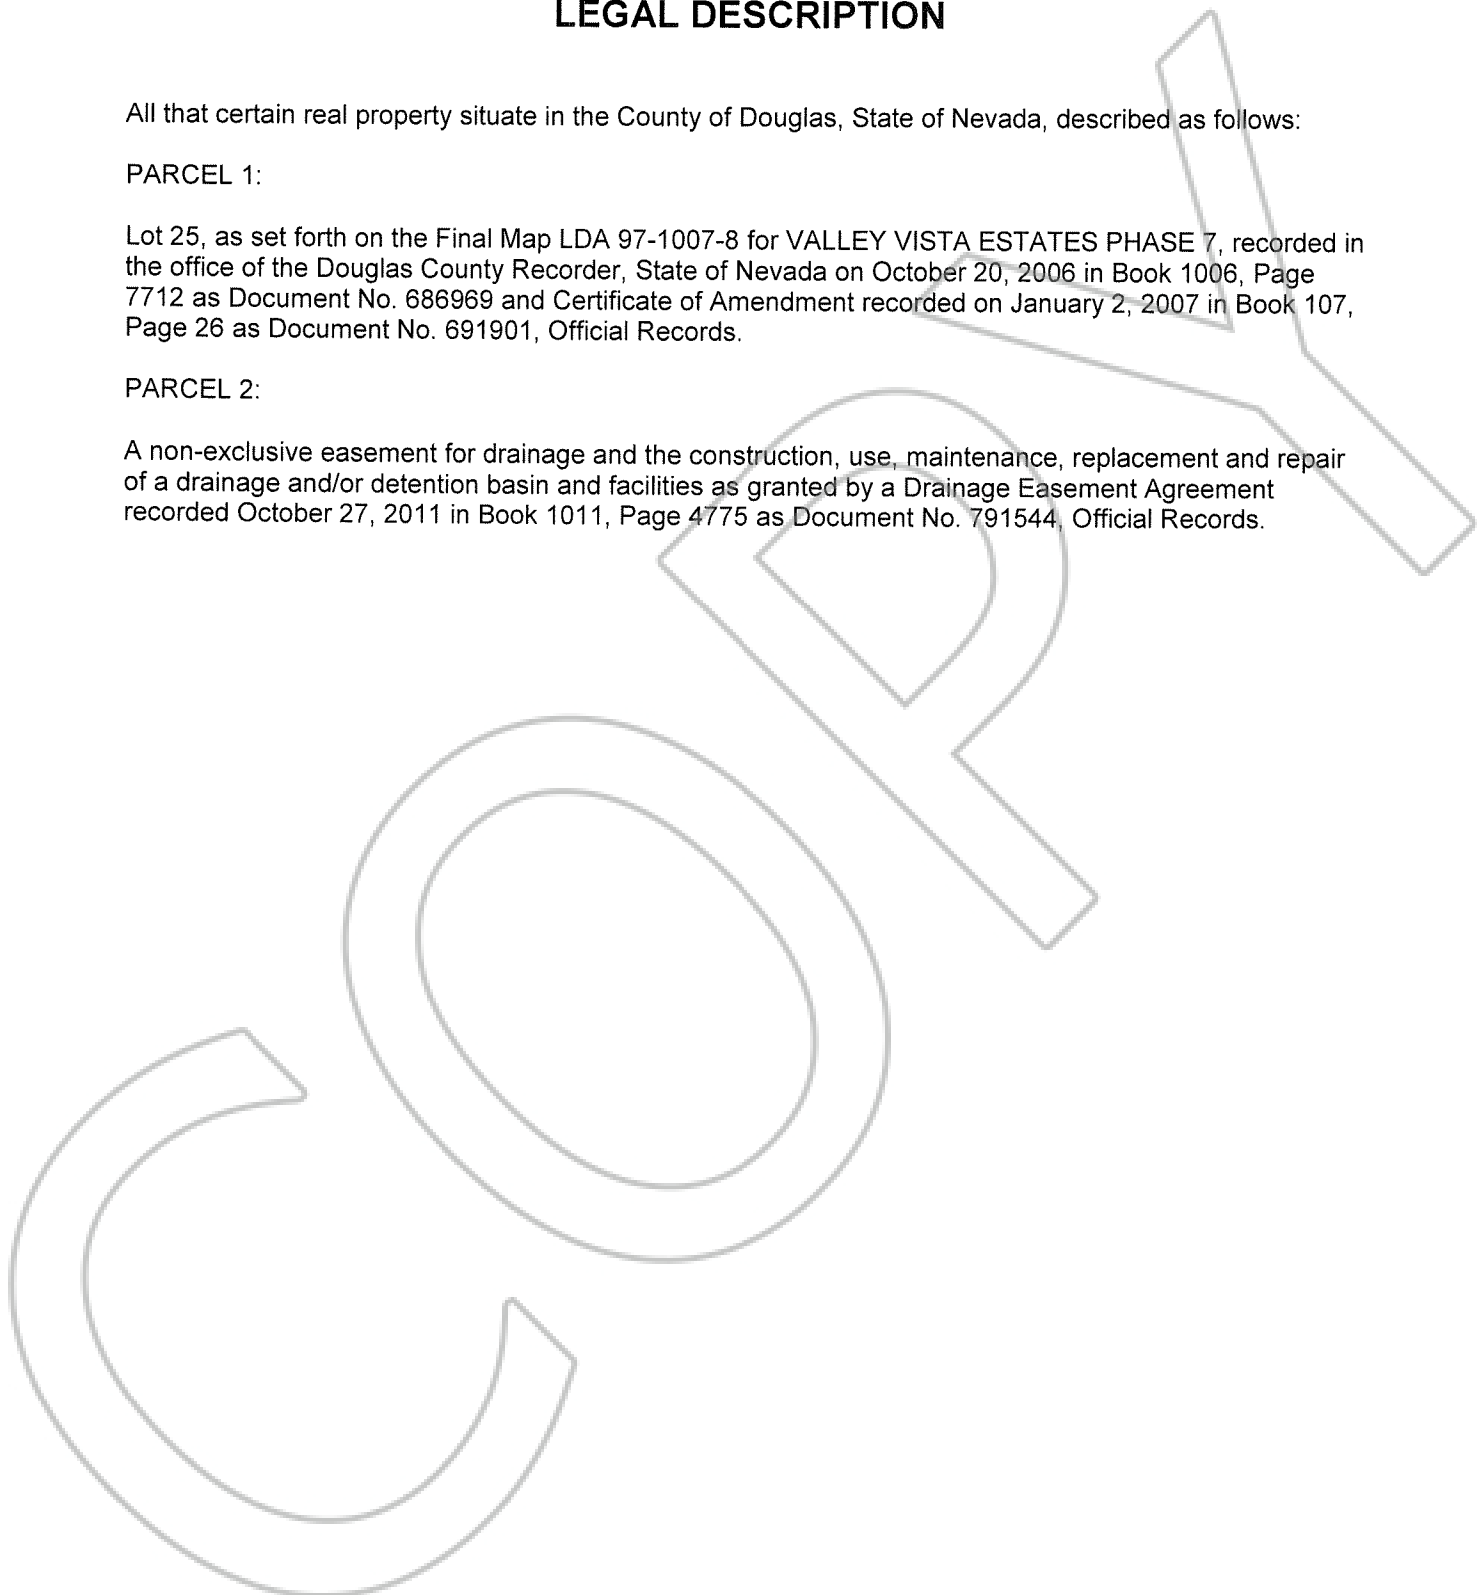 LEGAL DESCRIPTION
All that certain real property situate in the County of Douglas, State of Nevada, described as follows:
PARCEL 1:
Lot 25, as set forth on the Final Map LDA 97-1007-8 for VALLEY VISTA ESTATES PHASE 7, recorded in
the office of the Douglas County Recorder, State of Nevada on October 20, 2006 in Book 1006, Page
7712 as Document No. 686969 and Certificate of Amendment recorded on January 2, 2007 in Book 107,
Page 26 as Document No. 691901, Official Records.
PARCEL 2:
A non-exclusive easement for drainage and the construction, use, maintenance, replacement and repair
of a drainage and/or detention basin and facilities as granted by a Drainage Easement Agreement
recorded October 27, 2011 in Book 1011, Page 4775 as Document No. 791544, Official Records.
COPY